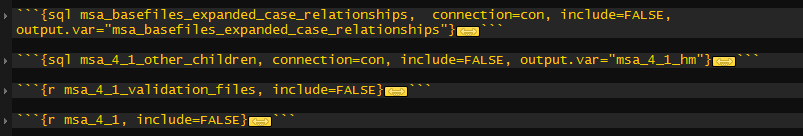 ```{sql msa_basefiles_expanded_case_relationships,  connection=con, include=FALSE,
output.var="msa_basefiles_expanded_case_relationships"}```
```{sql msa_4_1_other_children, connection=con, include=FALSE, output.var="msa_4_1_hm"}```
```{r msa_4_1_validation_files, include=FALSE}```
```{r msa_4_1, include=FALSE}```